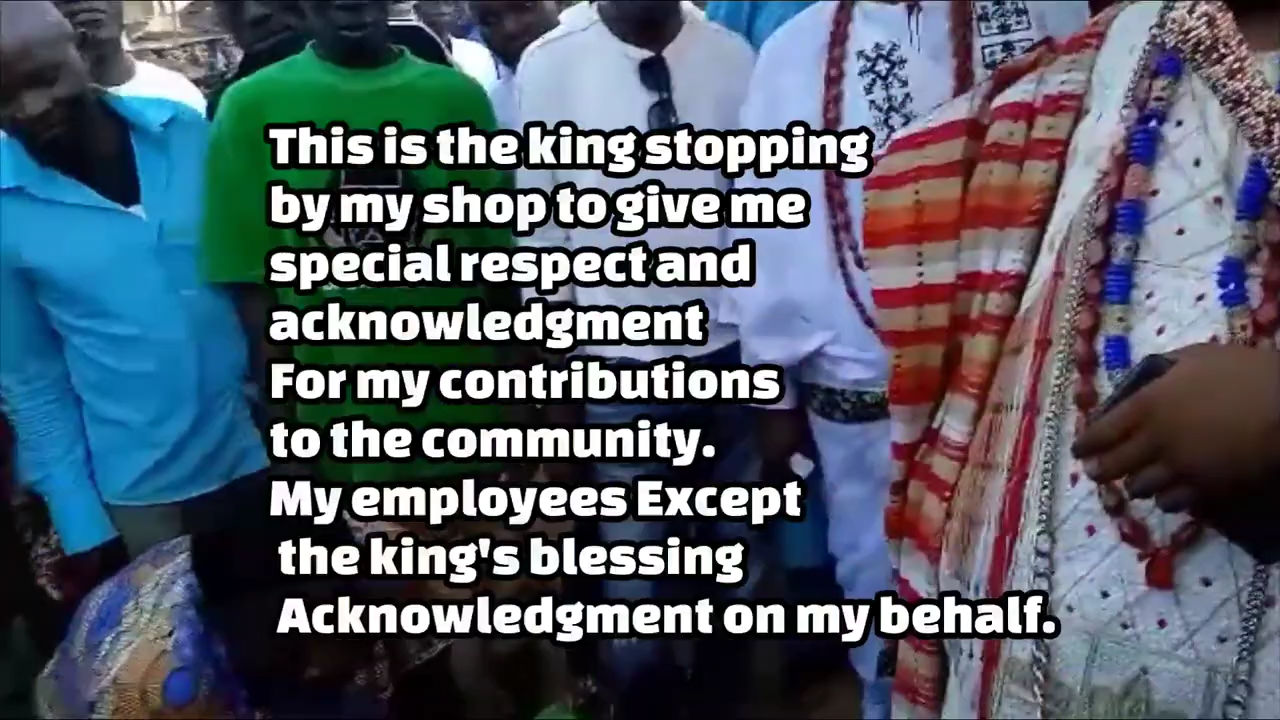 This is the king stopping
by my shop to give me
special respect and
acknowledgment
For my contributions
to the community.
My employees Except
the king's blessing
Acknowledgment on my behalf.